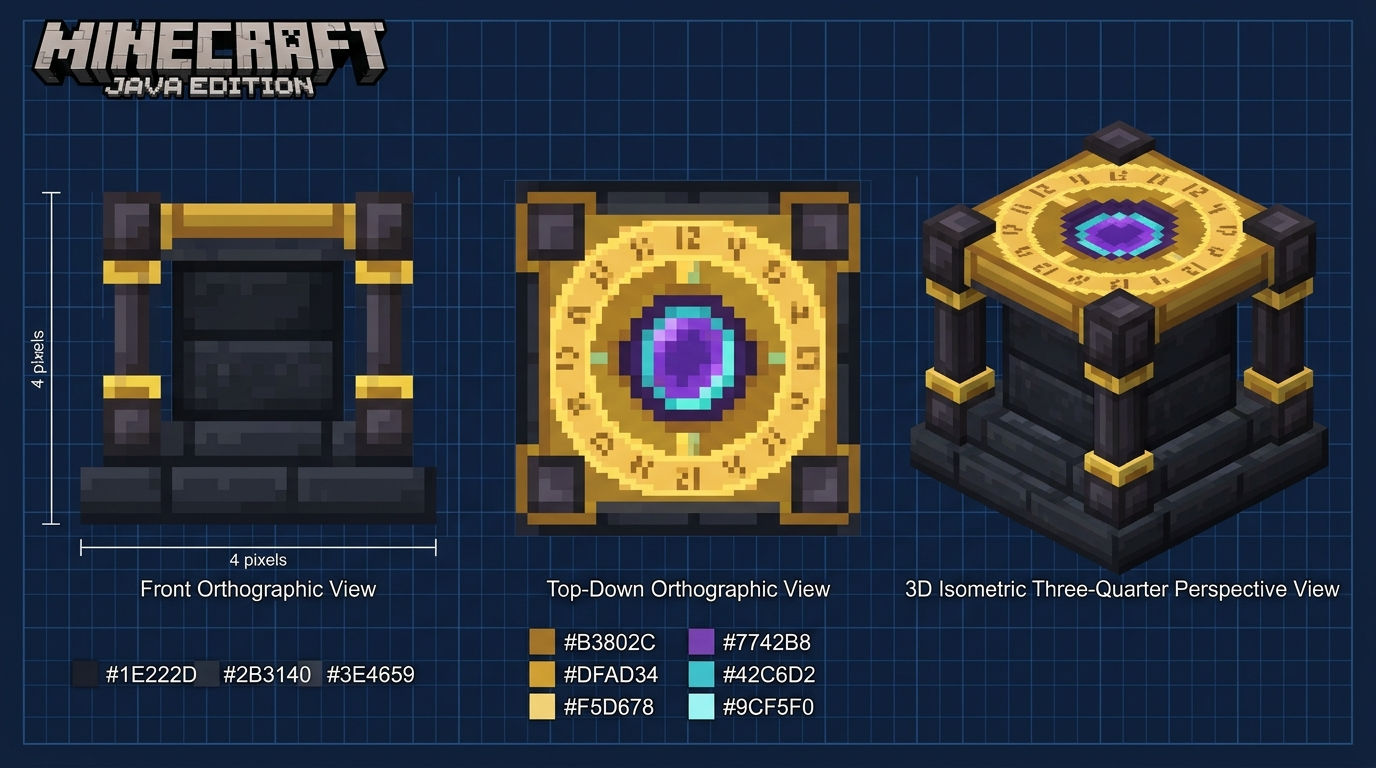 MINECRAFT
JAVA EDITION
4 pixels
4 pixels
Front Orthographic View
Top-Down Orthographic View
3D Isometric Three-Quarter Perspective View
12
#1E222D #2B3140 #3E4659
#B3802C #7742B8
#DFAD34 #42C6D2
#F5D678 #9CF5F0